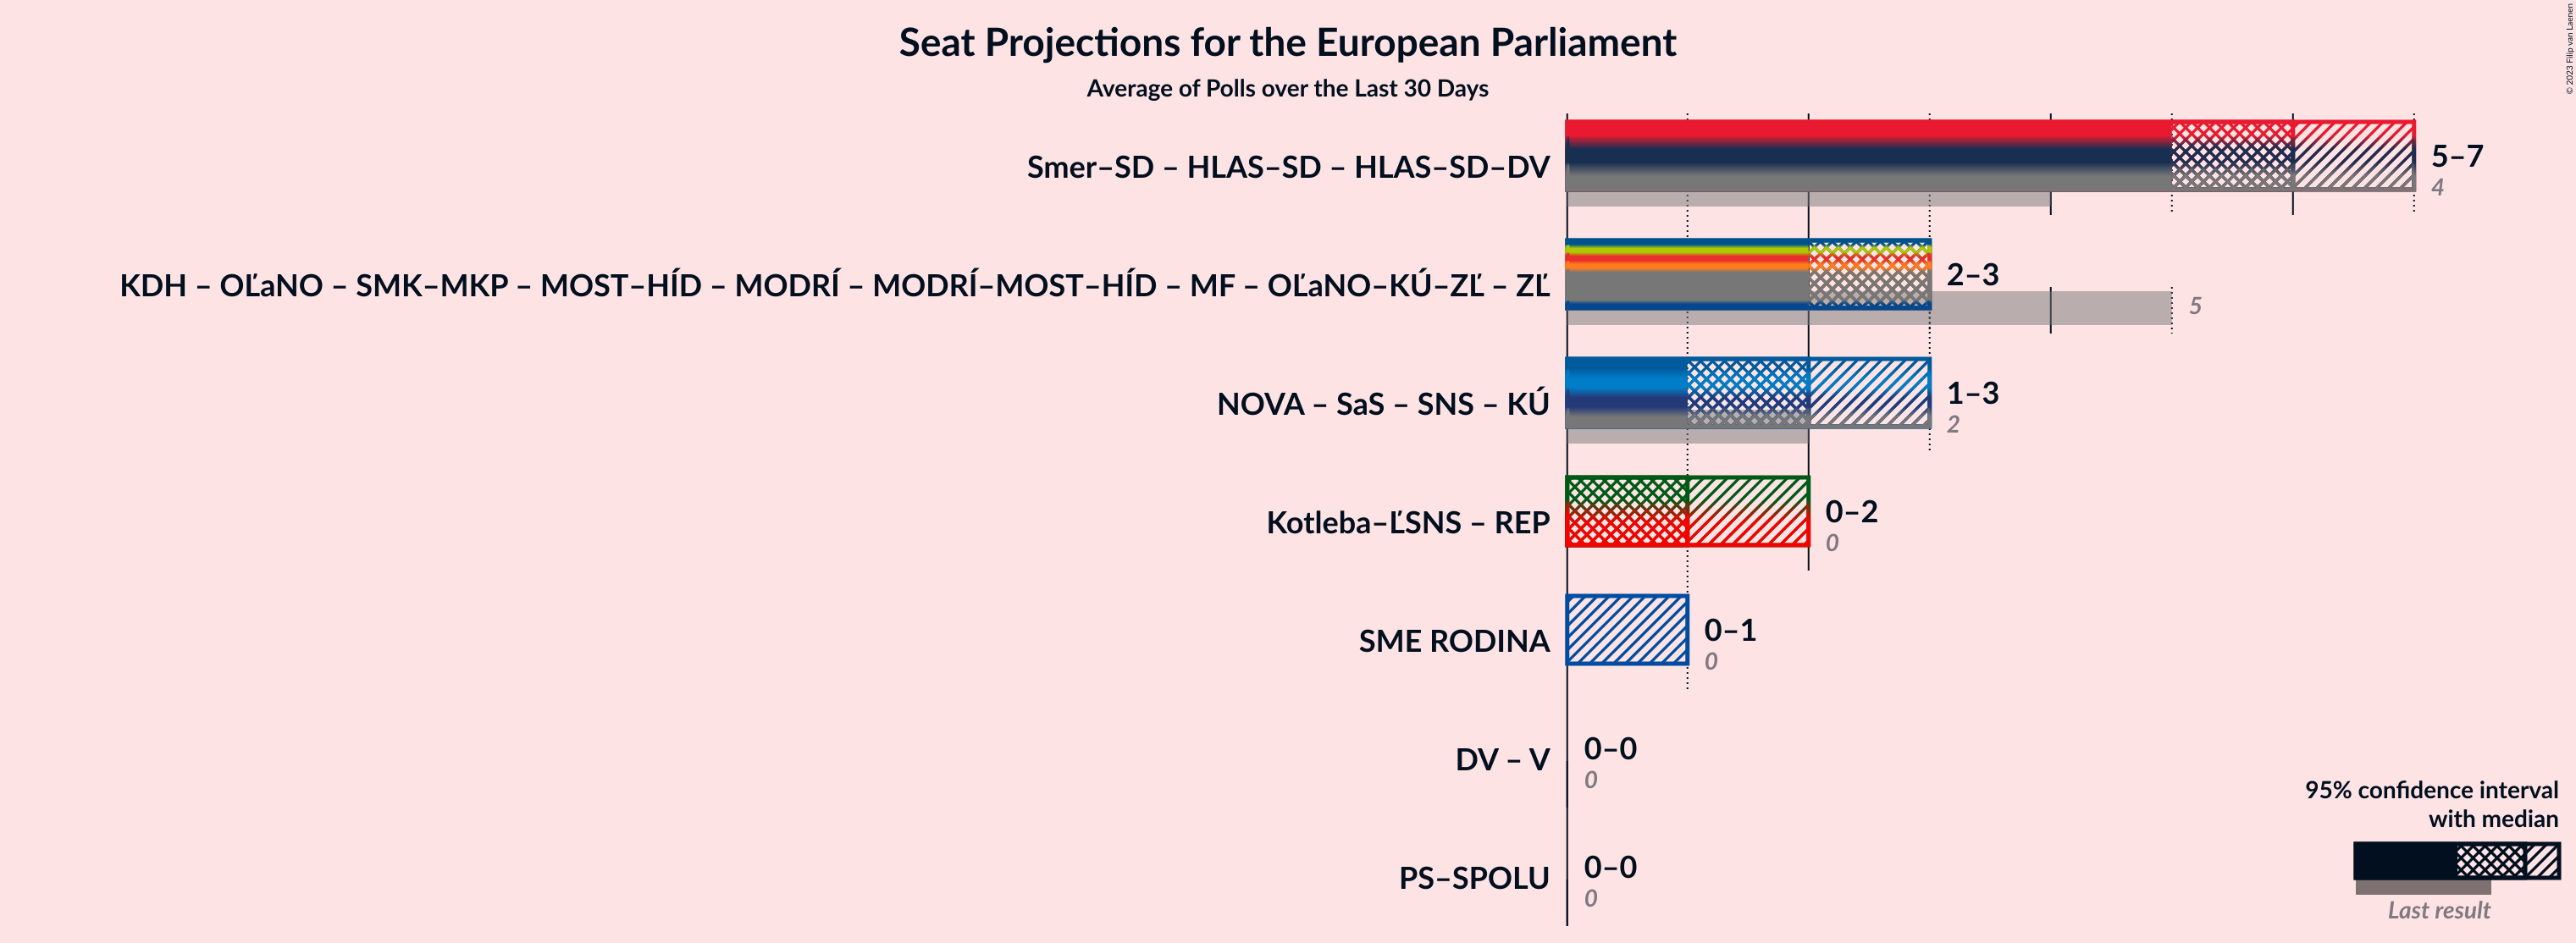 Seat Projections for the European Parliament
Average of Polls over the Last 30 Days
© 2023 Filip van Laenen
Smer–SD – HLAS–SD – HLAS–SD–DV
5–7
4
KDH – OĽaNO – SMK–MKP – MOST–HÍD – MODRÍ – MODRÍ–MOST–HÍD – MF – OĽaNO–KÚ–ZĽ – ZĽ
2–3
5
NOVA – SaS – SNS – KÚ
1–3
2
Kotleba–ĽSNS – REP
0–2
0
SME RODINA
0–1
0
DV – V
0–0
0
PS–SPOLU
0–0
0
95% confidence interval
with median
Last result